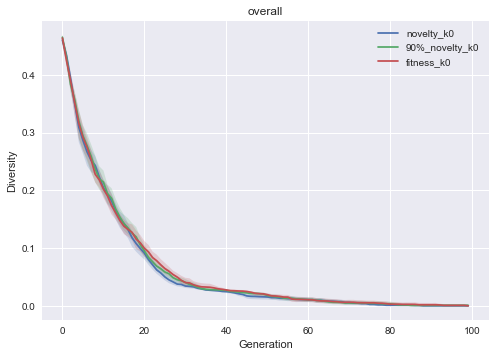 overall
novelty_k0
90%_novelty_k0
fitness_k0
Diversity
0.4
0.3
0.2
0.1
0.0
0 20 40 60 80 100
Generation